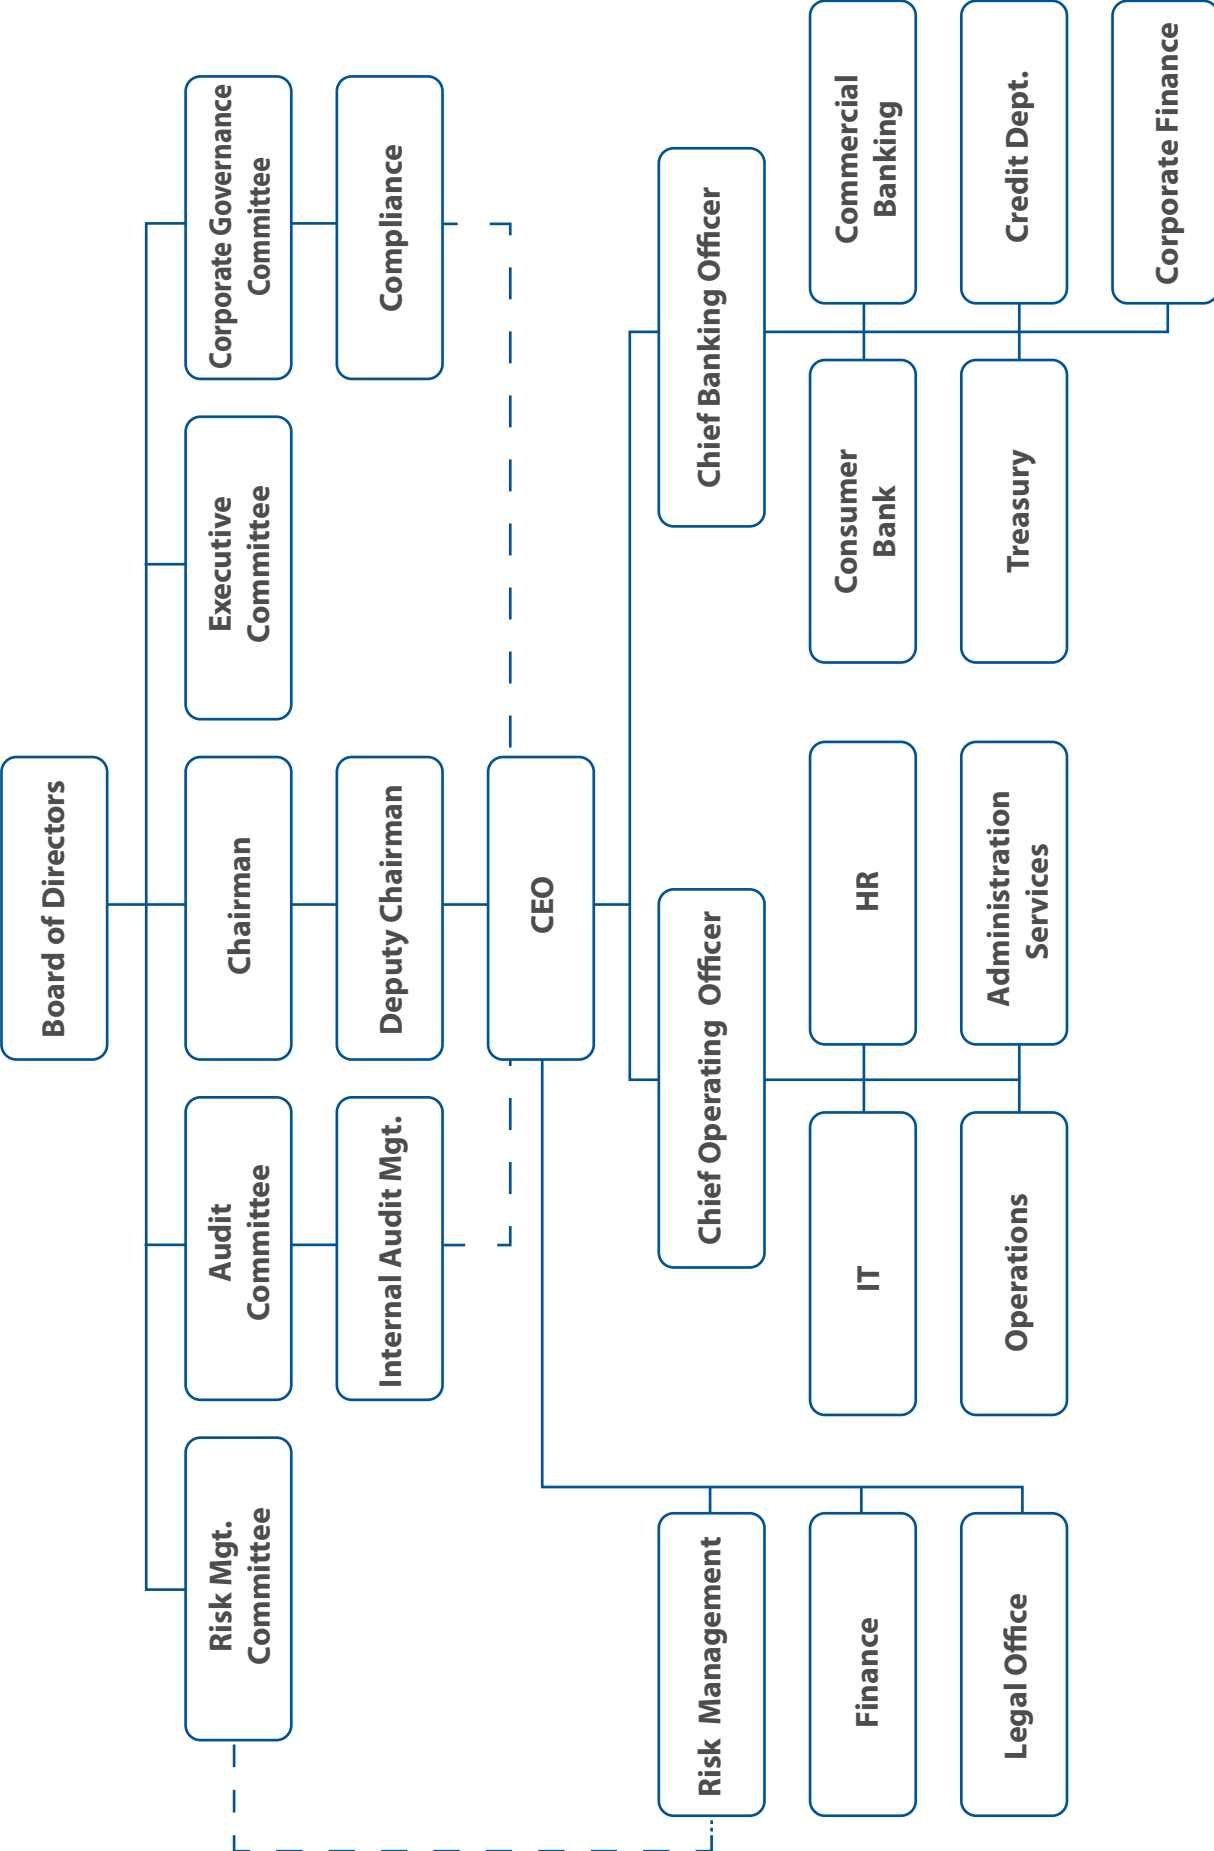 Board of Directors
Risk Mgt.
Committee
Audit
Committee
Chairman
Executive
Committee
Corporate Governance
Committee
Internal Audit Mgt.
Deputy Chairman
Compliance
CEO
Risk Management
Chief Operating Officer
Chief Banking Officer
Finance
IT
HR
Consumer
Bank
Commercial
Banking
Legal Office
Operations
Administration
Services
Treasury
Credit Dept.
Corporate Finance